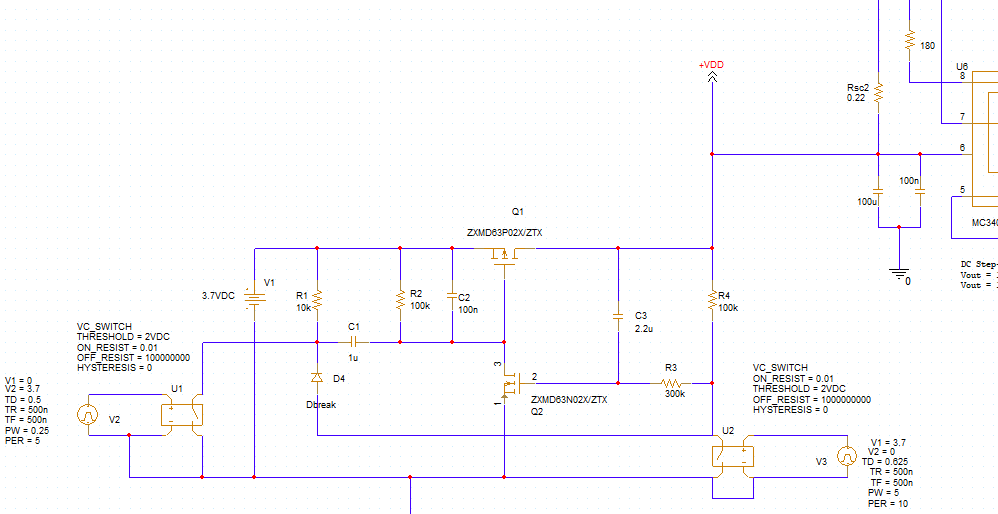 180
U6
8
+VDD
Rsc2
0.22
7
6
100n
5
100u
Q1
MC340
ZXMD63P02X/ZTX
DC Step-
Vout =
Vout =
0
V1
3.7VDC
R1
10k
R2
100k
C2
100n
R4
100k
C3
2.2u
VC_SWITCH
THRESHOLD = 2VDC
ON_RESIST = 0.01
OFF_RESIST = 100000000
HYSTERESIS = 0
C1
1u
3
R3
300k
VC_SWITCH
ON_RESIST = 0.01
THRESHOLD = 2VDC
OFF_RESIST = 1000000000
HYSTERESIS = 0
D4
Dbreak
2
1
ZXMD63N02X/ZTX
Q2
V1 = 0
V2 = 3.7
TD = 0.5
TR = 500n
TF = 500n
PW = 0.25
PER = 5
U1
V2
U2
V3
V1 = 3.7
V2 = 0
TD = 0.625
TR = 500n
TF = 500n
PW = 5
PER = 10